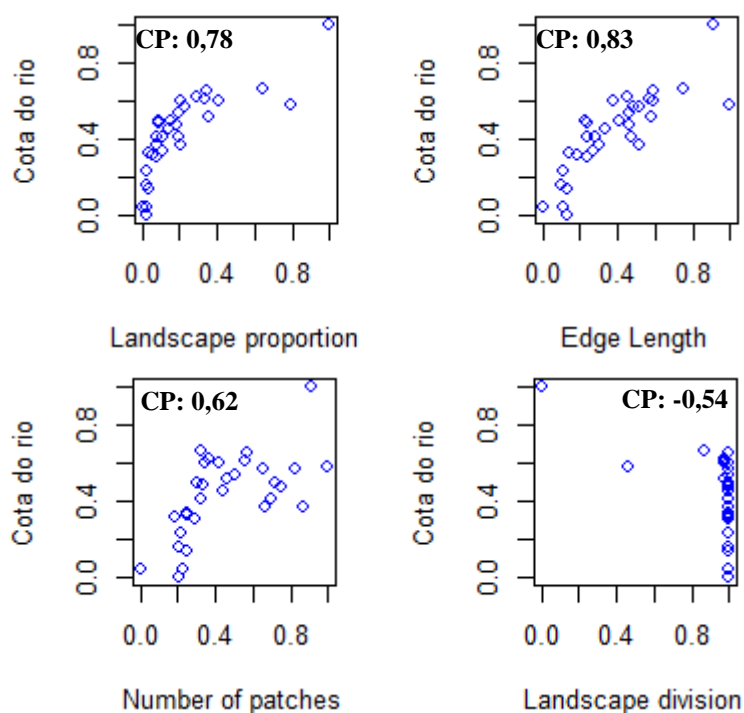 CP: 0,78
Cota do rio
0.0 0.4 0.8
0.0 0.4 0.8
Landscape proportion
CP: 0,83
Cota do rio
0.0 0.4 0.8
0.0 0.4 0.8
Edge Length
CP: 0,62
Cota do rio
0.0 0.4 0.8
0.0 0.4 0.8
Number of patches
CP: -0,54
Cota do rio
0.0 0.4 0.8
0.0 0.4 0.8
Landscape division